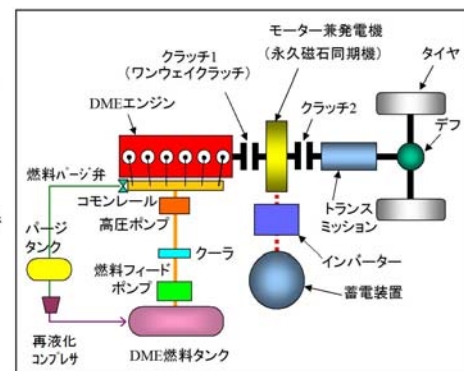 モーター兼発電機
(永久磁石同期機)
タイヤ
クラッチ1
(ワンウェイクラッチ)
DMEエンジン
クラッチ2
デフ
燃料パージ弁
コモンレール
高圧ポンプ
トランス
ミッション
パージ
タンク
クーラ
インバーター
燃料フィード
ポンプ
蓄電装置
再液化
コンプレサ
DME燃料タンク